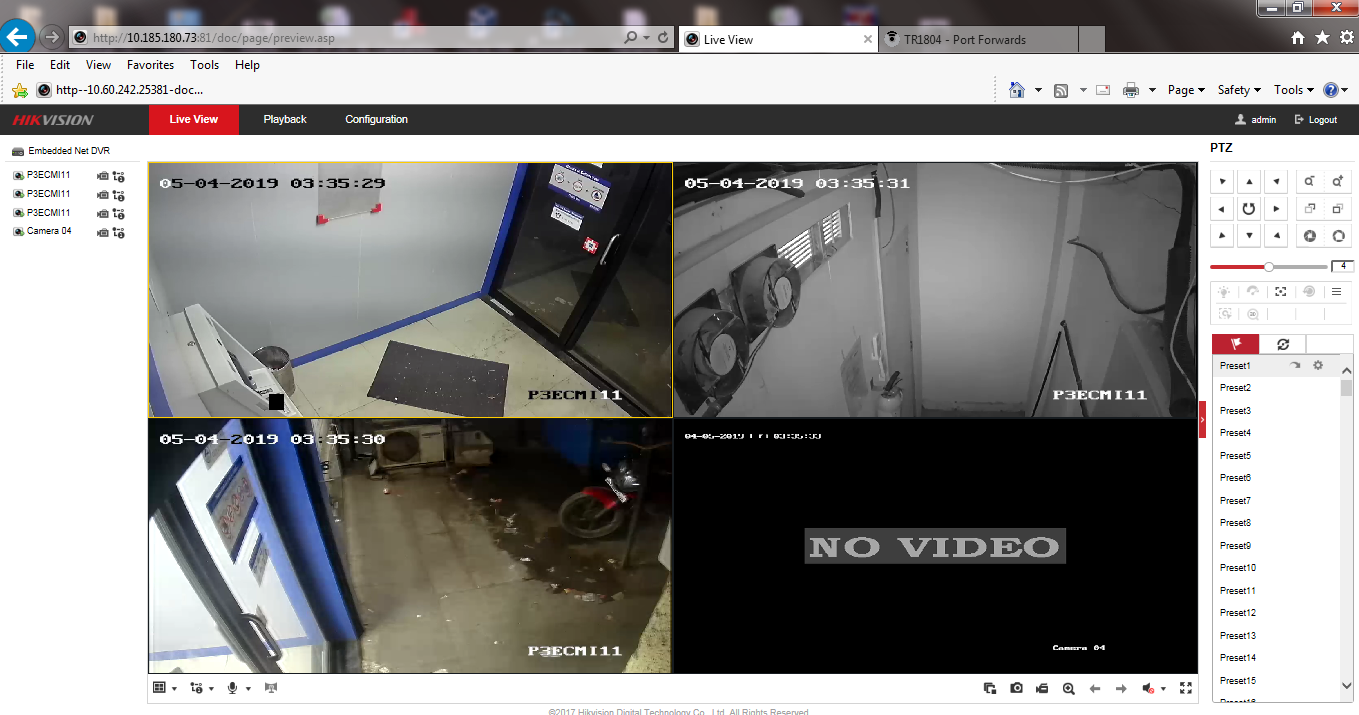 http://10.185.180.73:81/doc/page/preview.asp
Live View
TR1804 - Port Forwards
File Edit View Favorites Tools Help
http--10.60.242.25381-doc...
Page Safety Tools
HIKVISION
Live View Playback Configuration
admin Logout
Embedded Net DVR
P3ECMI11
P3ECMI11
P3ECMI11
Camera 04
05-04-2019 03:35:29
P3ECMI11
05-04-2019 03:35:31
P3ECMI11
05-04-2019 03:35:30
P3ECMI11
03:35:33
NO VIDEO
Camera 04
PTZ
4
Preset1
Preset2
Preset3
Preset4
Preset5
Preset6
Preset7
Preset8
Preset9
Preset10
Preset11
Preset12
Preset13
Preset14
Preset15
©2017 Hikvision Digital Technology Co., Ltd. All Rights Reserved.